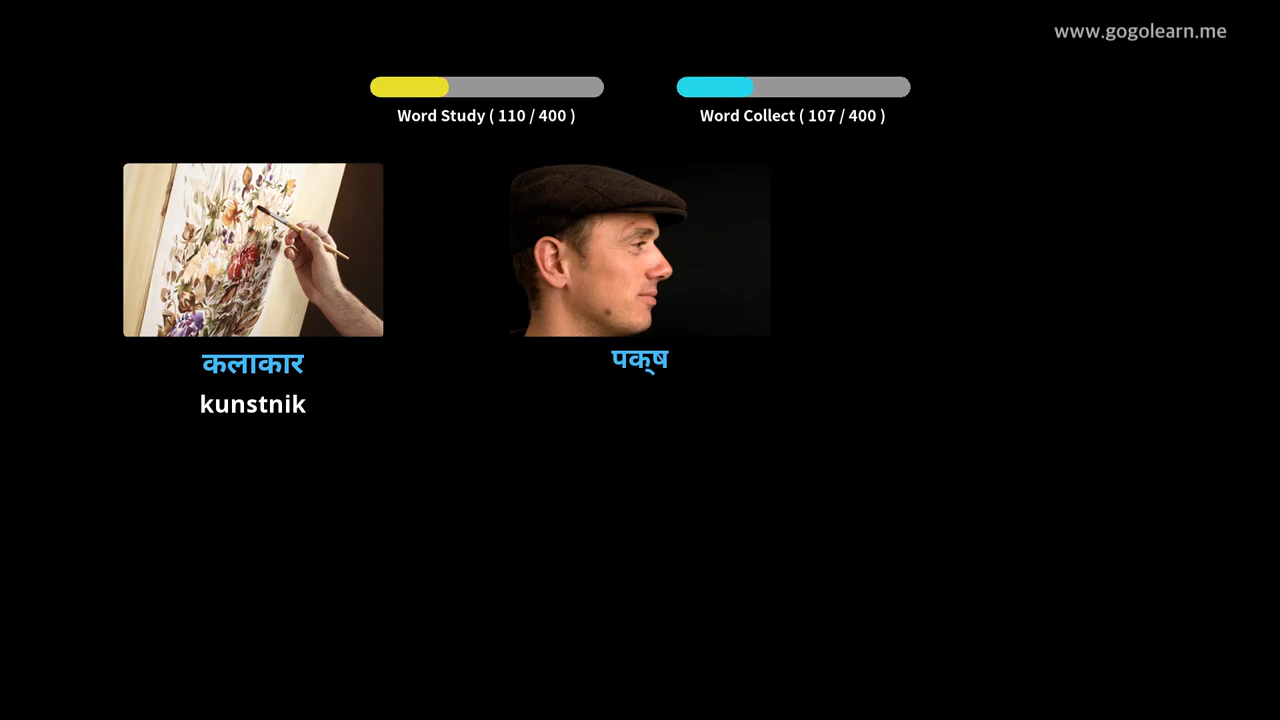 www.gogolearn.me
Word Study ( 110 / 400 )
Word Collect ( 107 / 400 )
कलाकार
पक्ष
kunstnik